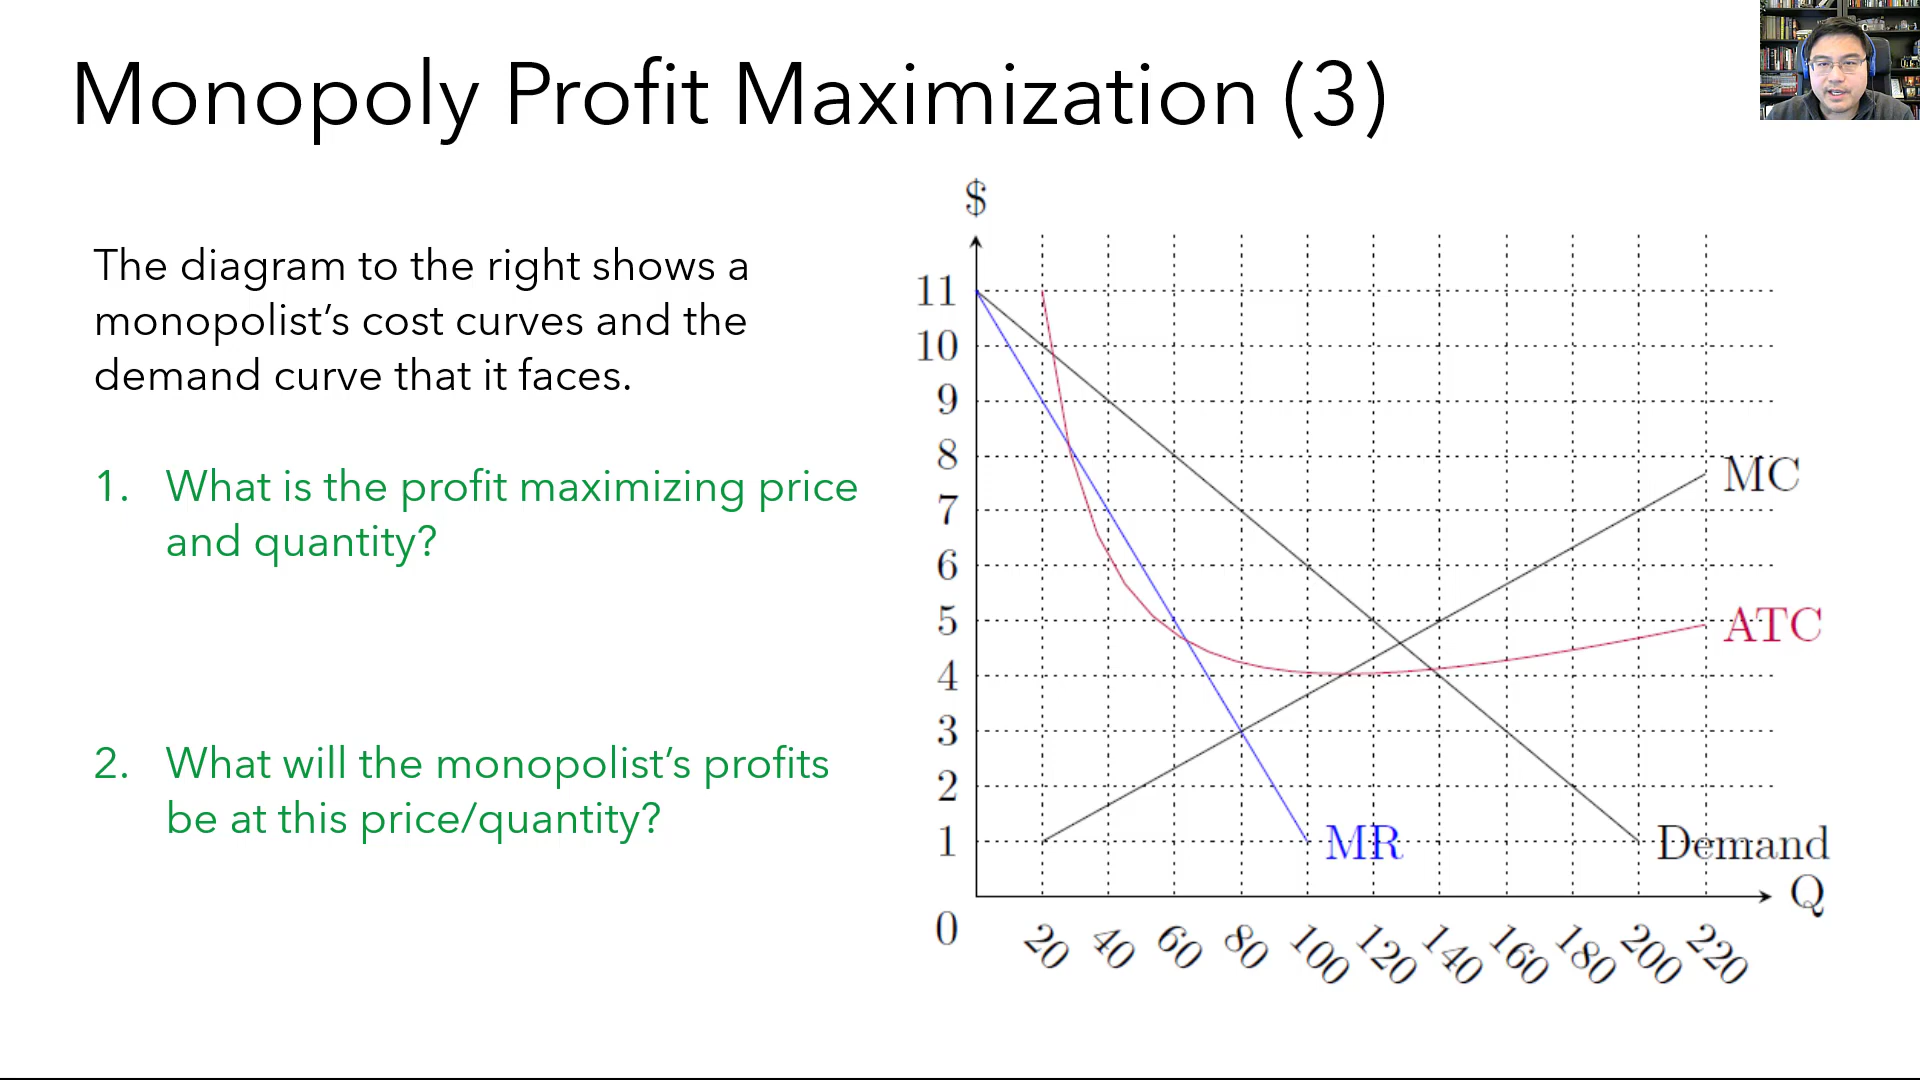 Monopoly Profit Maximization (3)
The diagram to the right shows a
monopolist's cost curves and the
demand curve that it faces.
1. What is the profit maximizing price
and quantity?
2. What will the monopolist's profits
be at this price/quantity?
$
11
10
9
8
7
6
5
4
3
2
1
0
MC
ATC
MR
Demand
Q
20 40 60 80 100 120 140 160 180 200 220